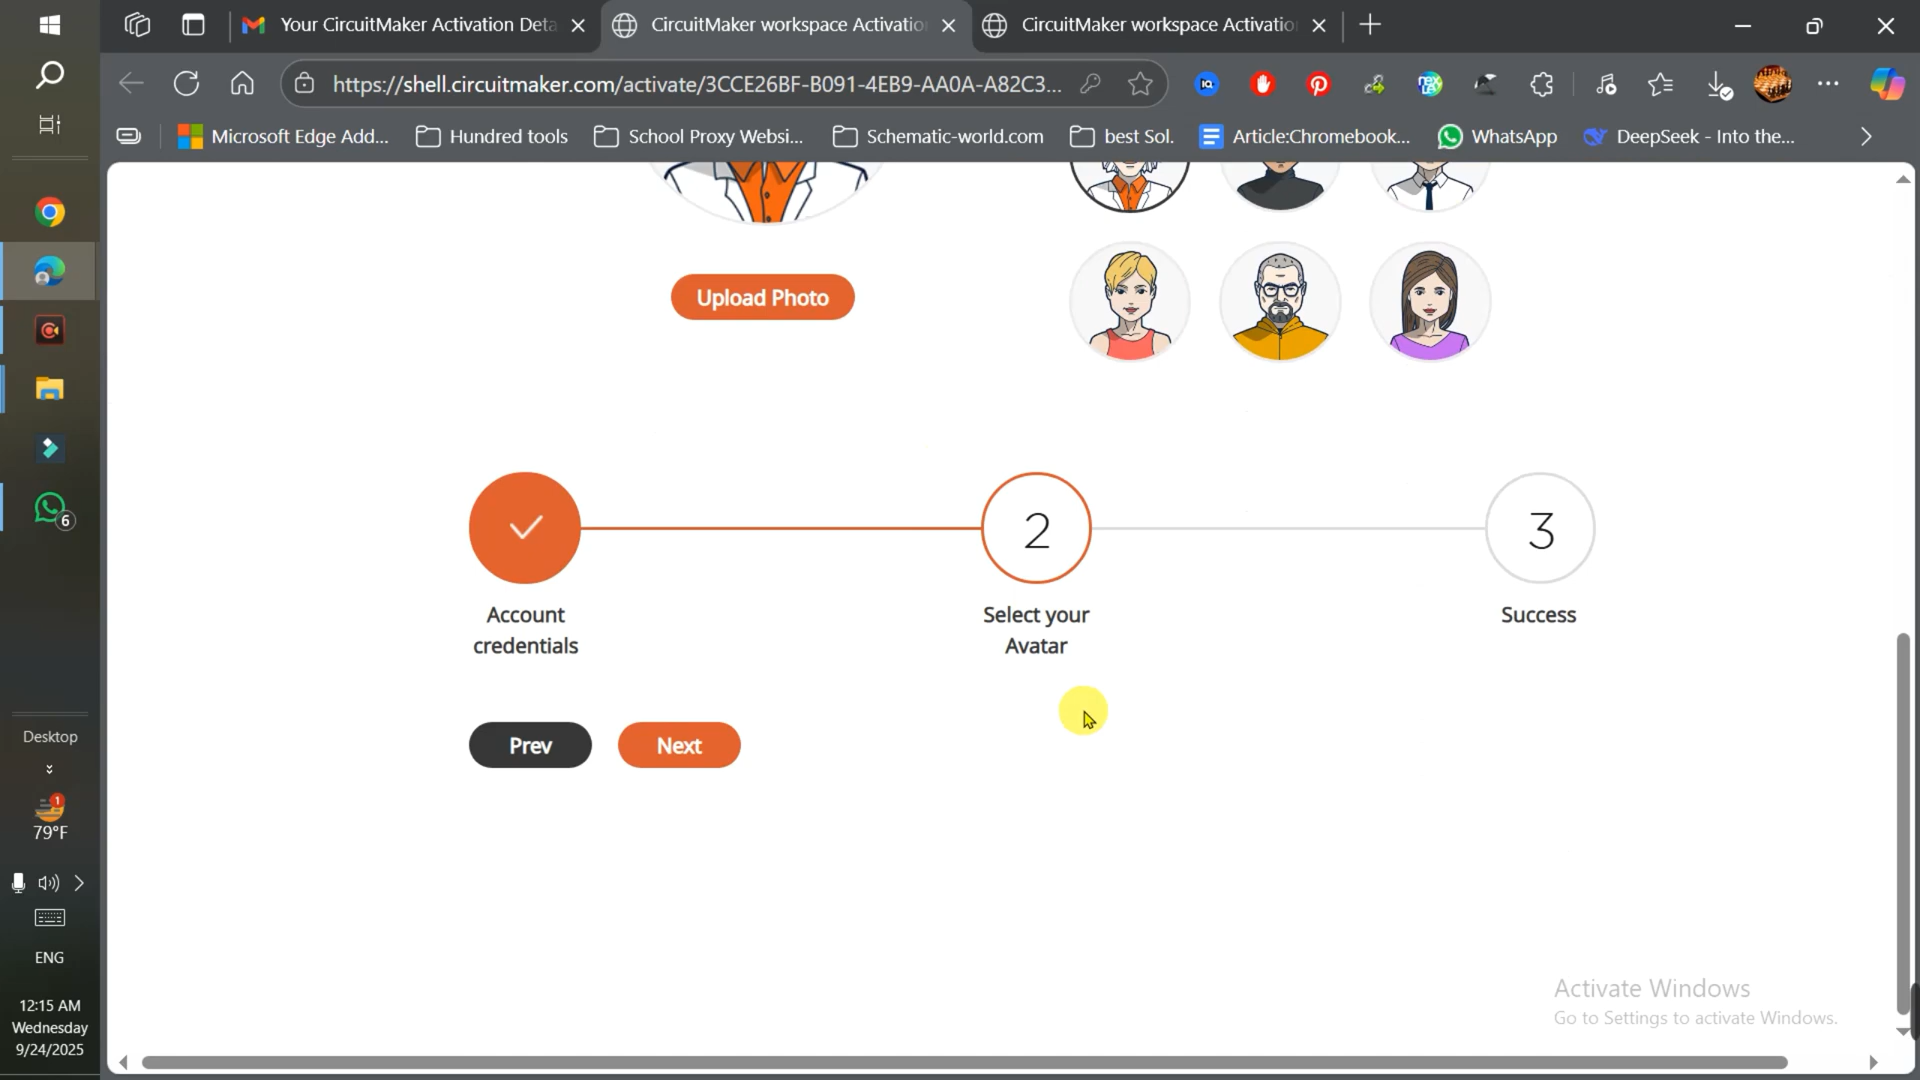 Your CircuitMaker Activation Deta
CircuitMaker workspace Activation
CircuitMaker workspace Activation
https://shell.circuitmaker.com/activate/3CCE26BF-B091-4EB9-AA0A-A82C3...
Microsoft Edge Add...
Hundred tools
School Proxy Websi...
Schematic-world.com
best Sol.
Article:Chromebook...
WhatsApp
DeepSeek - Into the...
Upload Photo
2
3
Account
credentials
Select your
Avatar
Success
Prev
Next
6
Desktop
1
79°F
ENG
12:15 AM
Wednesday
9/24/2025
Activate Windows
Go to Settings to activate Windows.